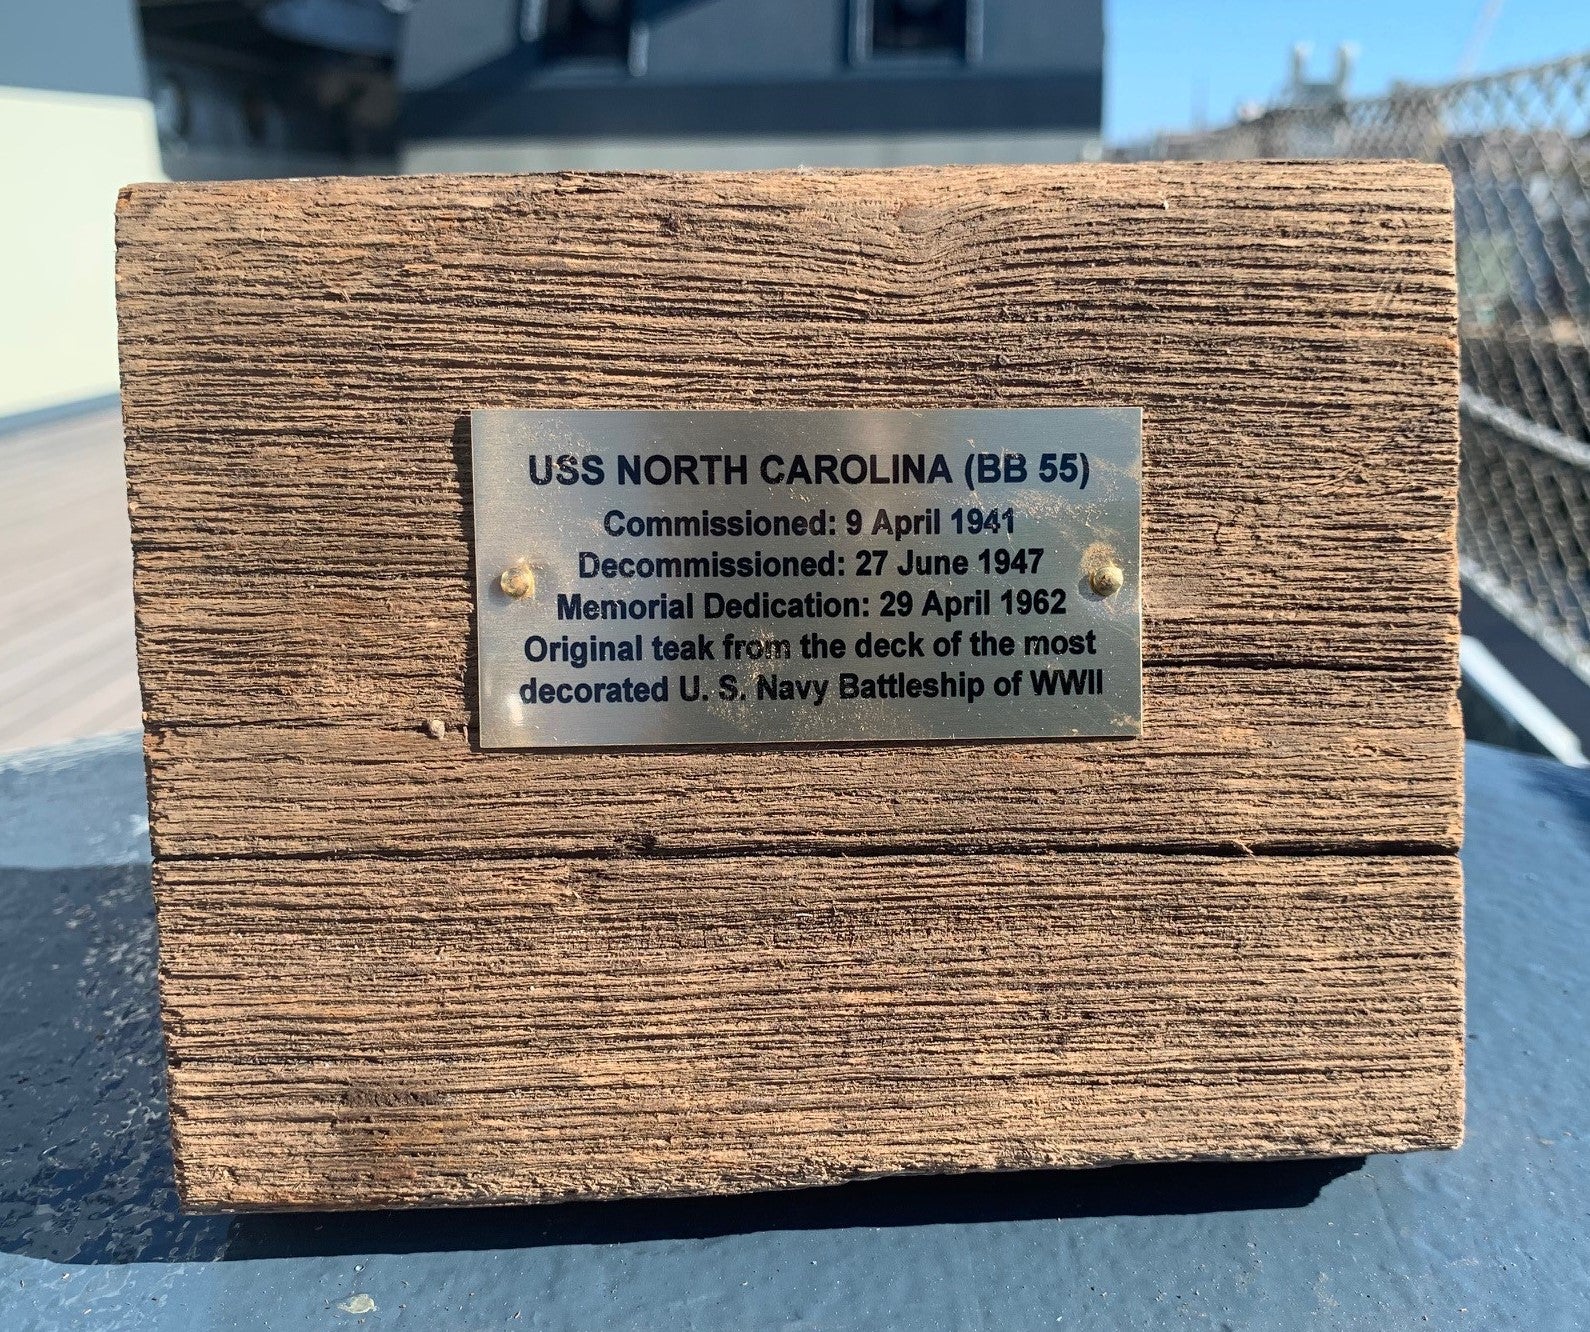 USS NORTH CAROLINA (BB 55)
Commissioned: 9 April 1941
Decommissioned: 27 June 1947
Memorial Dedication: 29 April 1962
Original teak from the deck of the most
decorated U. S. Navy Battleship of WWII